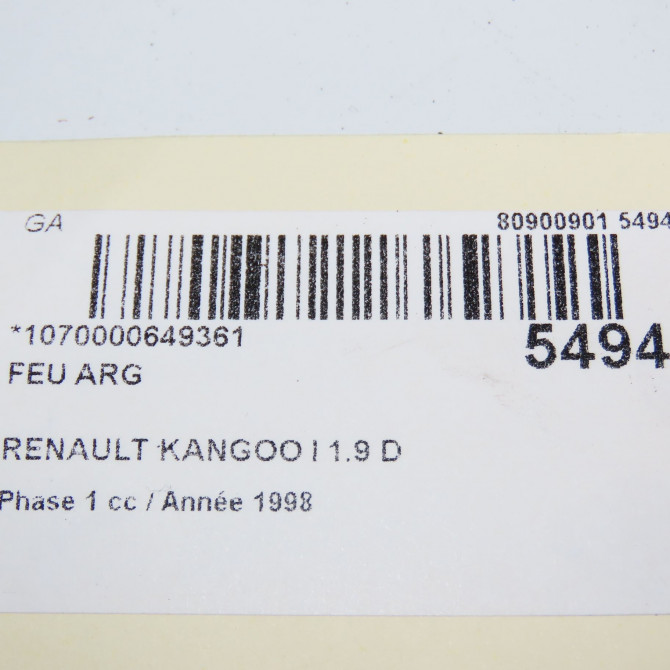 GA 80900901 5494
*1070000649361 5494
FEU ARG
RENAULT KANGOO I 1.9 D
Phase 1 cc / Année 1998